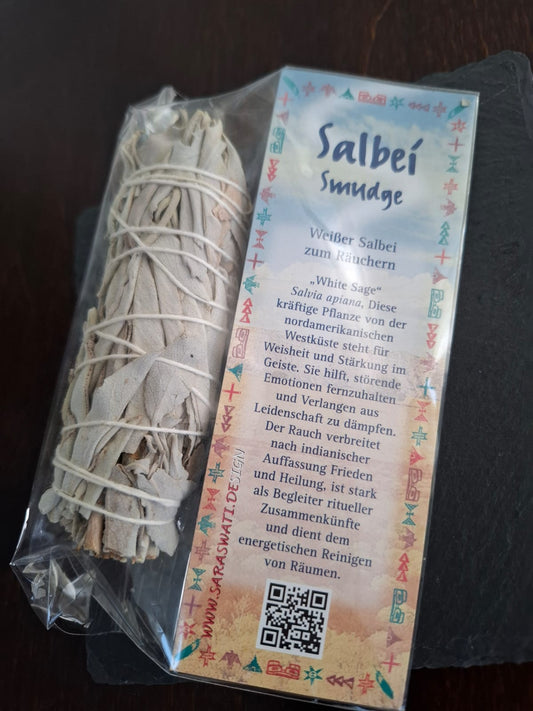 Salbei
Smudge
Weißer Salbei
zum Räuchern
„White Sage"
Salvia apiana, Diese
kräftige Pflanze von der
nordamerikanischen
Westküste steht für
Weisheit und Stärkung im
Geiste. Sie hilft, störende
Emotionen fernzuhalten
und Verlangen aus
Leidenschaft zu dämpfen.
Der Rauch verbreitet
nach indianischer
Auffassung Frieden
und Heilung, ist stark
als Begleiter ritueller
Zusammenkünfte
und dient dem
energetischen Reinigen
von Räumen.
WWW.SARASWATI.DESIGN